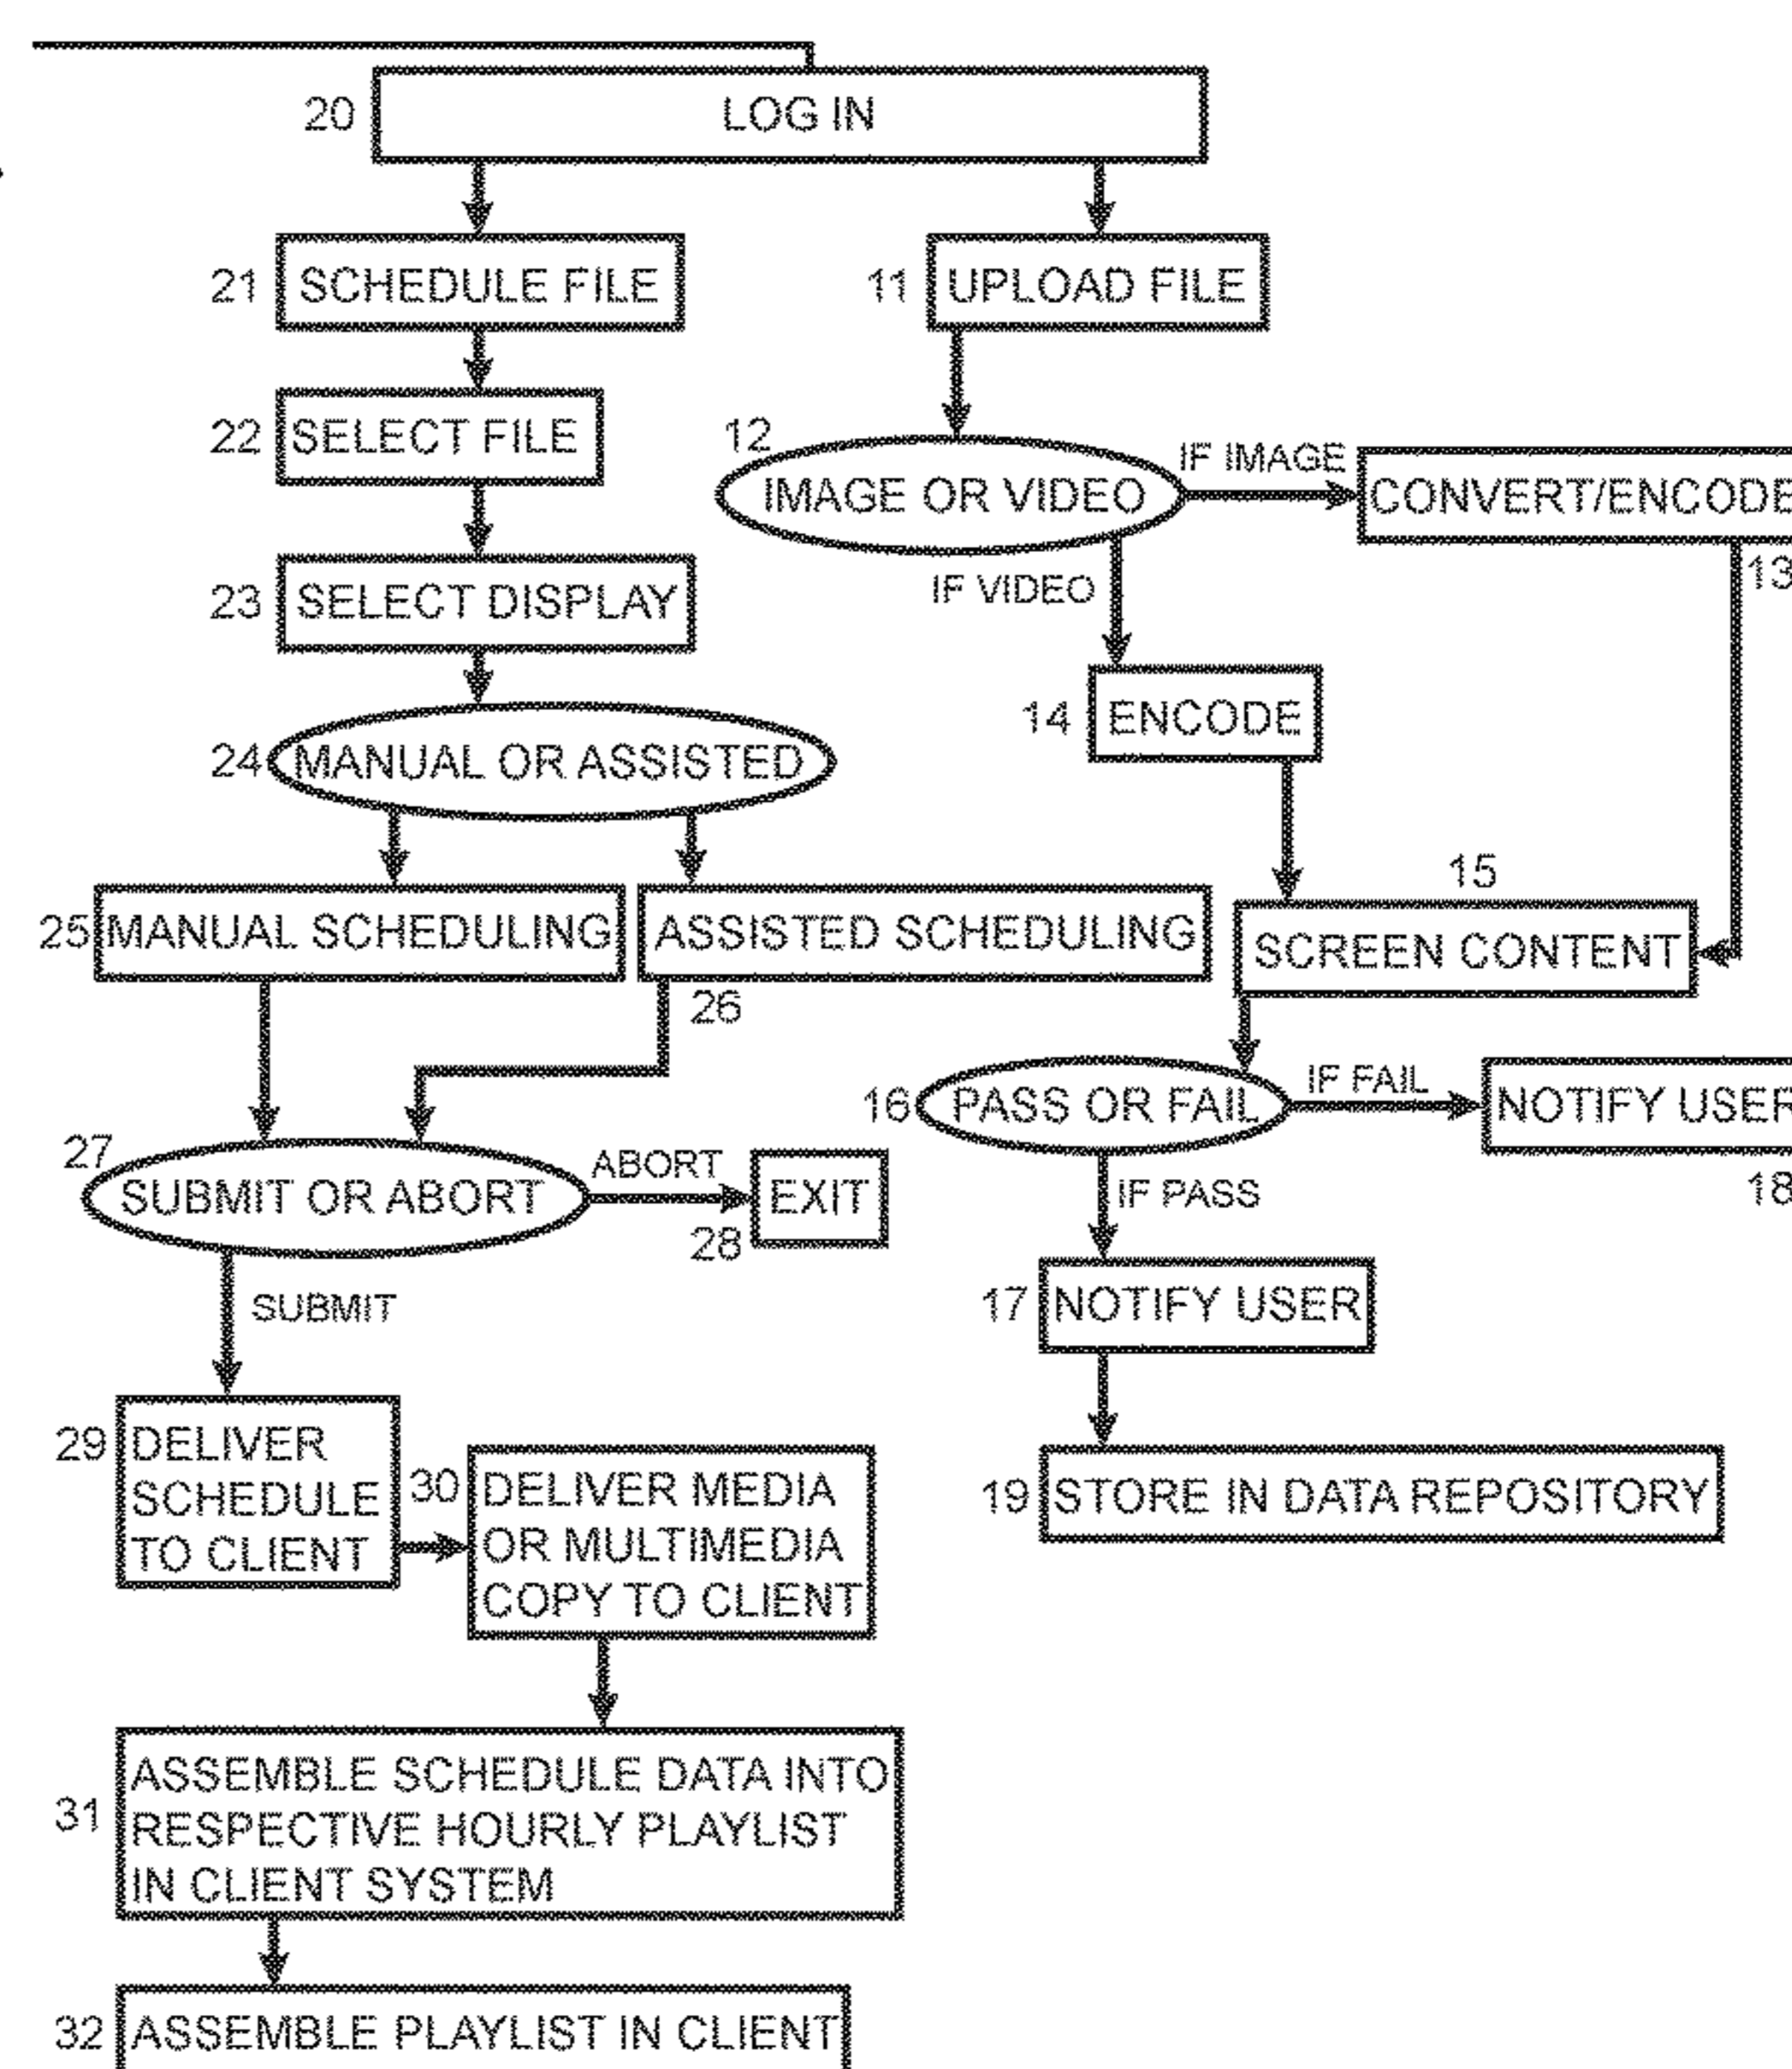 20 LOG IN
21 SCHEDULE FILE
11 UPLOAD FILE
22 SELECT FILE
12
IMAGE OR VIDEO
IF IMAGE
CONVERT/ENCODE
13
IF VIDEO
23 SELECT DISPLAY
14 ENCODE
24 MANUAL OR ASSISTED
25 MANUAL SCHEDULING
ASSISTED SCHEDULING
26
15
SCREEN CONTENT
16 PASS OR FAIL
IF FAIL
NOTIFY USER
18
27
SUBMIT OR ABORT
ABORT
EXIT
28
IF PASS
17 NOTIFY USER
SUBMIT
29 DELIVER
SCHEDULE
TO CLIENT
30 DELIVER MEDIA
OR MULTIMEDIA
COPY TO CLIENT
19 STORE IN DATA REPOSITORY
31
ASSEMBLE SCHEDULE DATA INTO
RESPECTIVE HOURLY PLAYLIST
IN CLIENT SYSTEM
32 ASSEMBLE PLAYLIST IN CLIENT